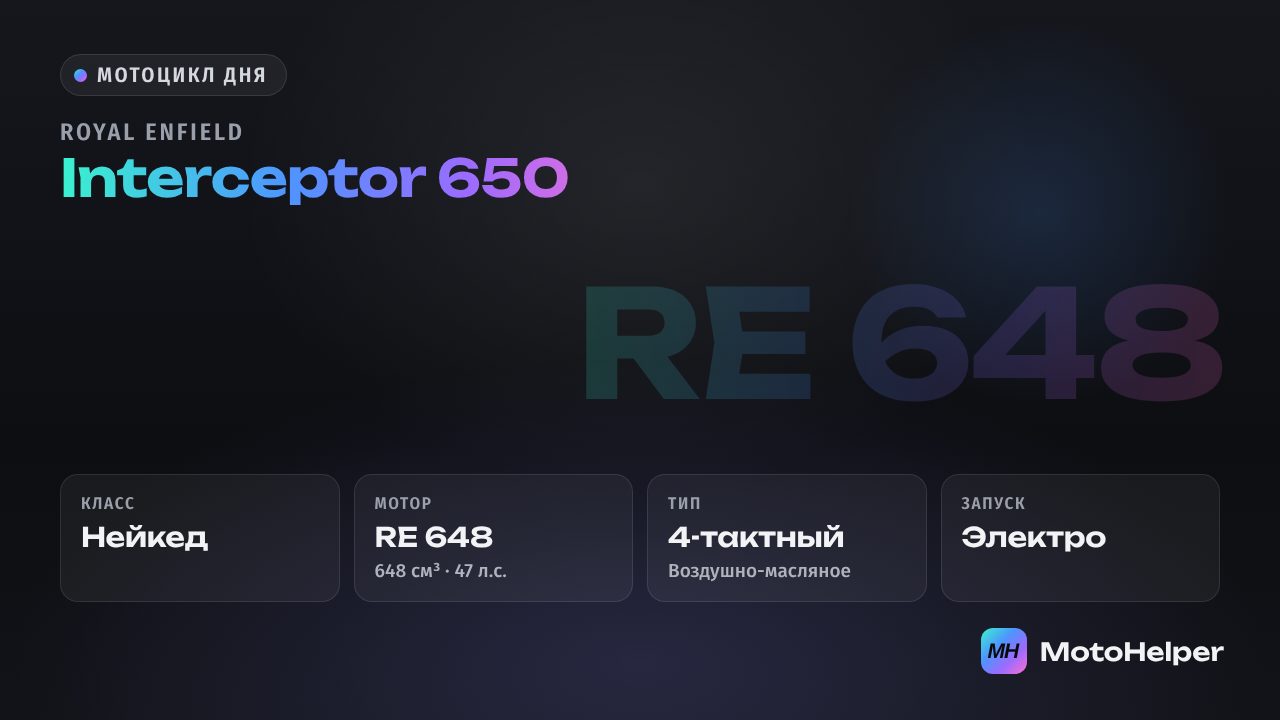 МОТОЦИКЛ ДНЯ
ROYAL ENFIELD
Interceptor 650
RE 648
КЛАСС
Нейкед
МОТОР
RE 648
648 см³ · 47 л.с.
ТИП
4-тактный
Воздушно-масляное
ЗАПУСК
Электро
MH MotoHelper